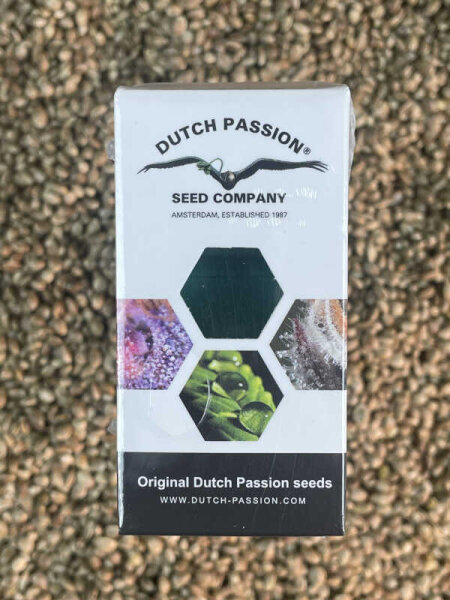 DUTCH PASSION®
SEED COMPANY
AMSTERDAM, ESTABLISHED 1987
Original Dutch Passion seeds
WWW.DUTCH-PASSION.COM